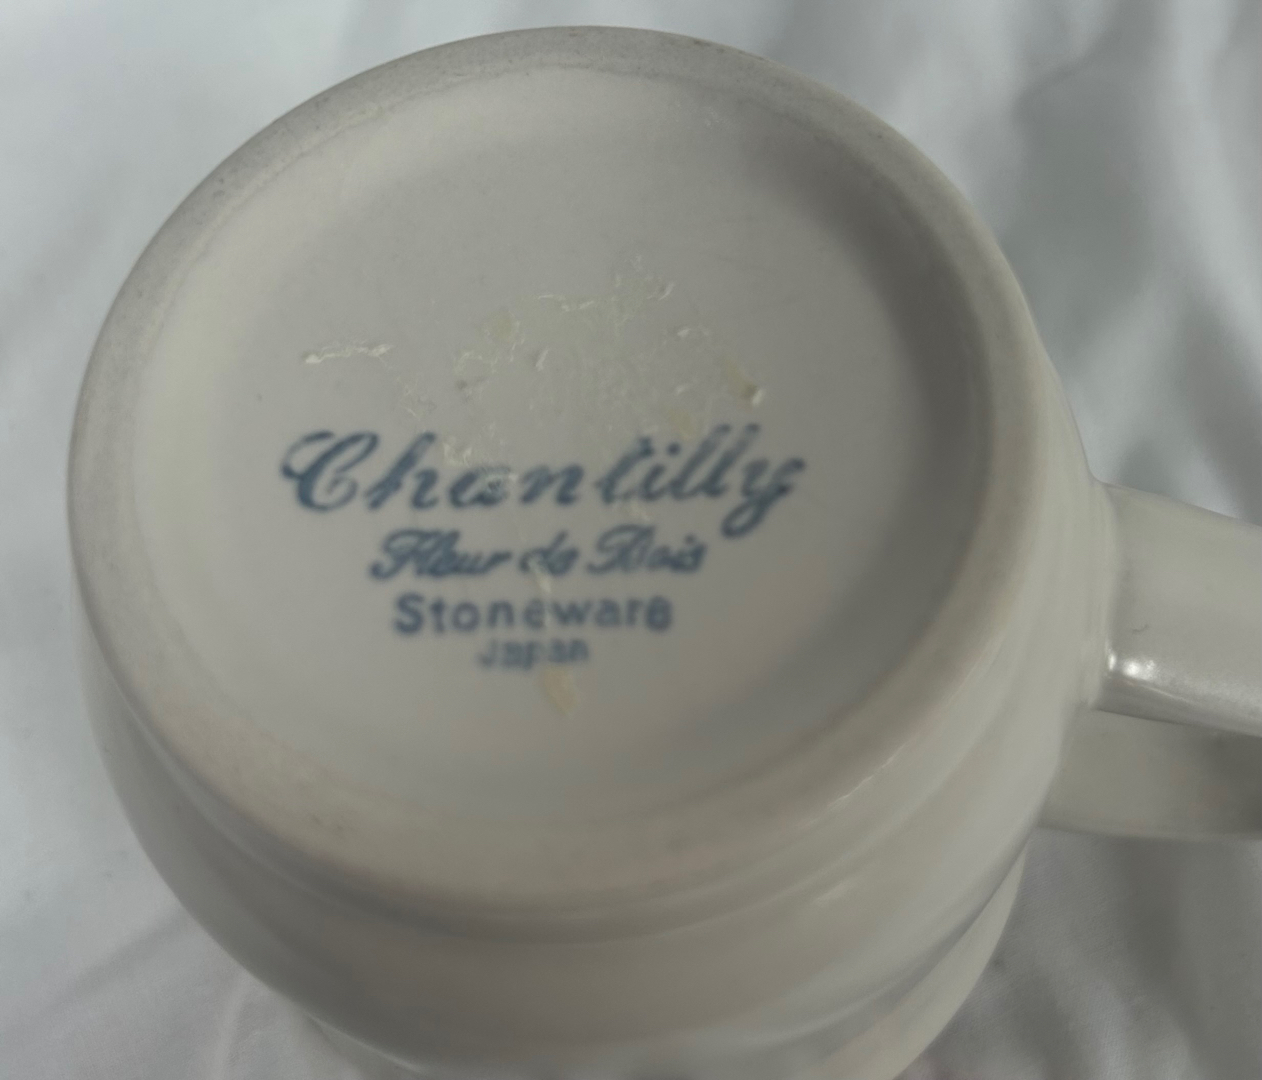 Chantilly
Fleur de Bois
Stoneware
Japan